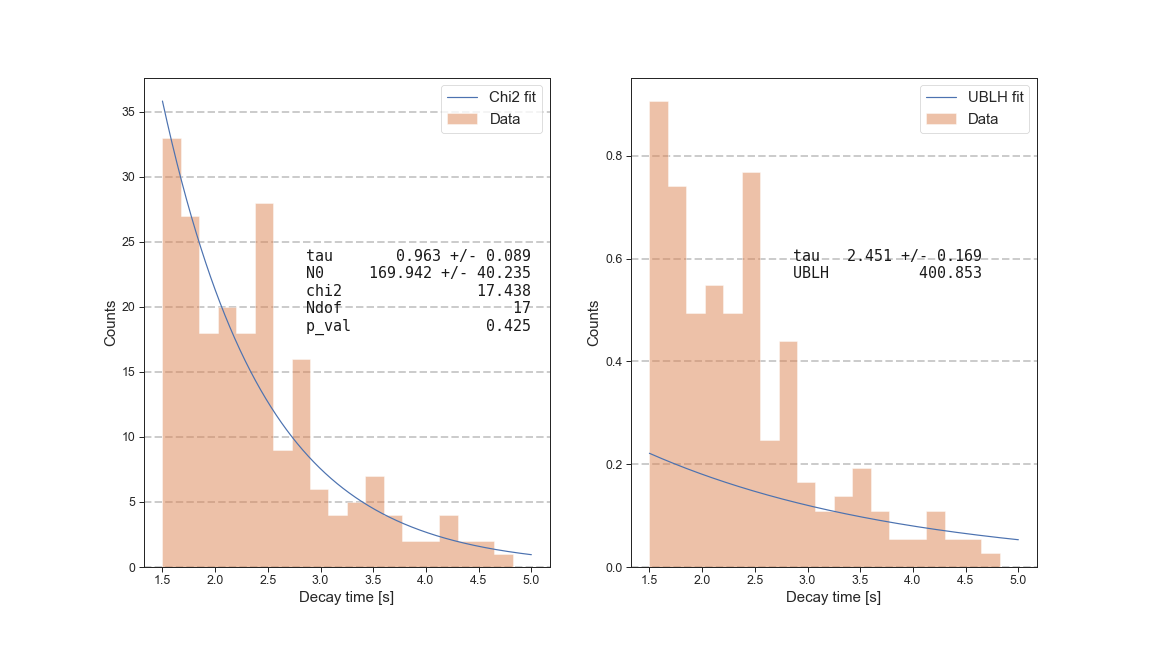 Chi2 fit
Data
tau 0.963 +/- 0.089
N0 169.942 +/- 40.235
chi2 17.438
Ndof 17
p_val 0.425
Counts
35
30
25
20
15
10
5
0
1.5 2.0 2.5 3.0 3.5 4.0 4.5 5.0
Decay time [s]
UBLH fit
Data
tau 2.451 +/- 0.169
UBLH 400.853
Counts
0.8
0.6
0.4
0.2
0.0
1.5 2.0 2.5 3.0 3.5 4.0 4.5 5.0
Decay time [s]